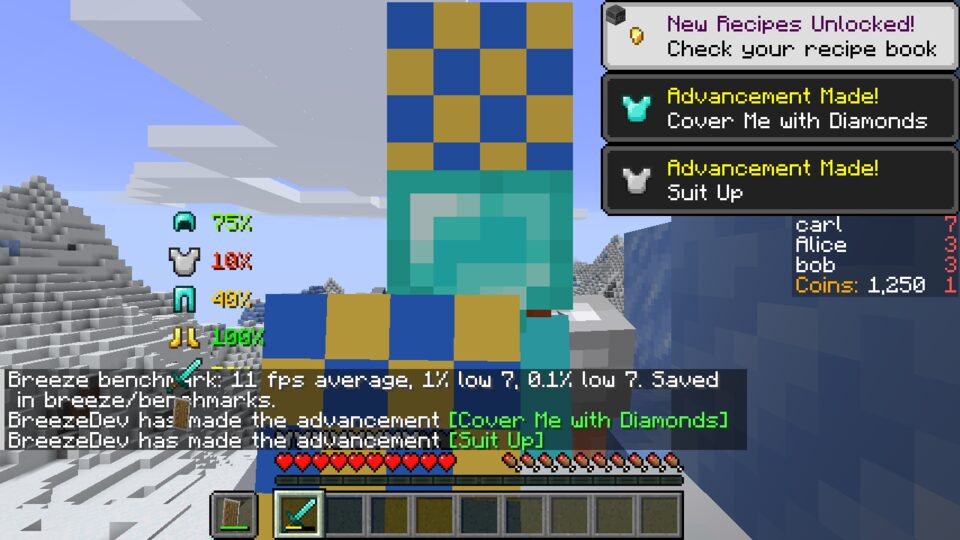 New Recipes Unlocked!
Check your recipe book
Advancement Made!
Cover Me with Diamonds
Advancement Made!
Suit Up
carl 7
Alice 3
bob 3
Coins: 1,250 1
75%
10%
40%
100%
Breeze benchmark: 11 fps average, 1% low 7, 0.1% low 7. Saved
in breeze/benchmarks.
BreezeDev has made the advancement [Cover Me with Diamonds]
BreezeDev has made the advancement [Suit Up]